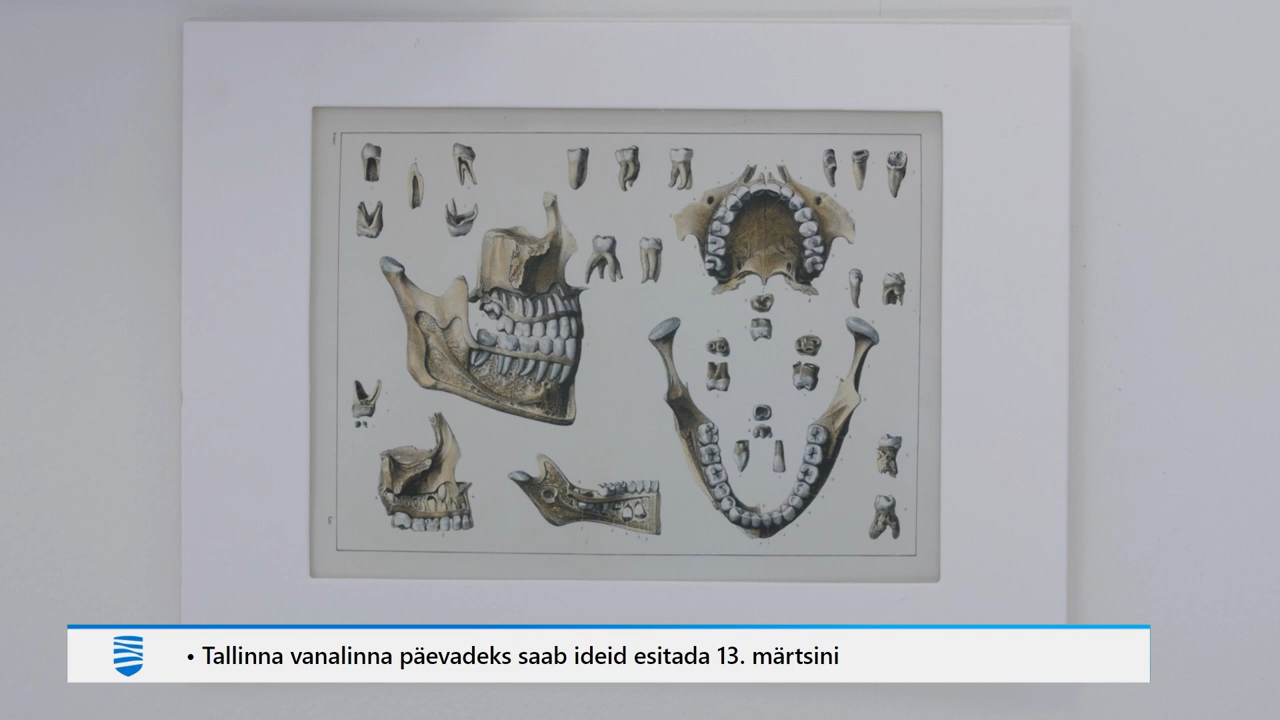 • Tallinna vanalinna päevadeks saab ideid esitada 13. märtsini